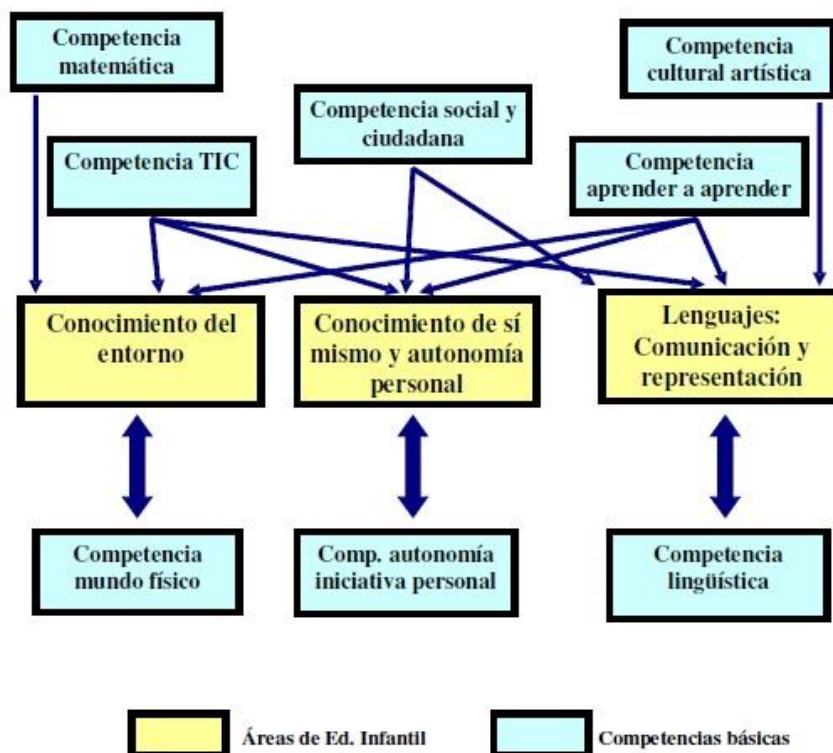 Competencia
matemática
Competencia
cultural artística
Competencia social y
ciudadana
Competencia TIC
Competencia
aprender a aprender
Conocimiento del
entorno
Conocimiento de sí
mismo y autonomía
personal
Lenguajes:
Comunicación y
representación
Competencia
mundo físico
Comp. autonomía
iniciativa personal
Competencia
lingüística
Áreas de Ed. Infantil
Competencias básicas